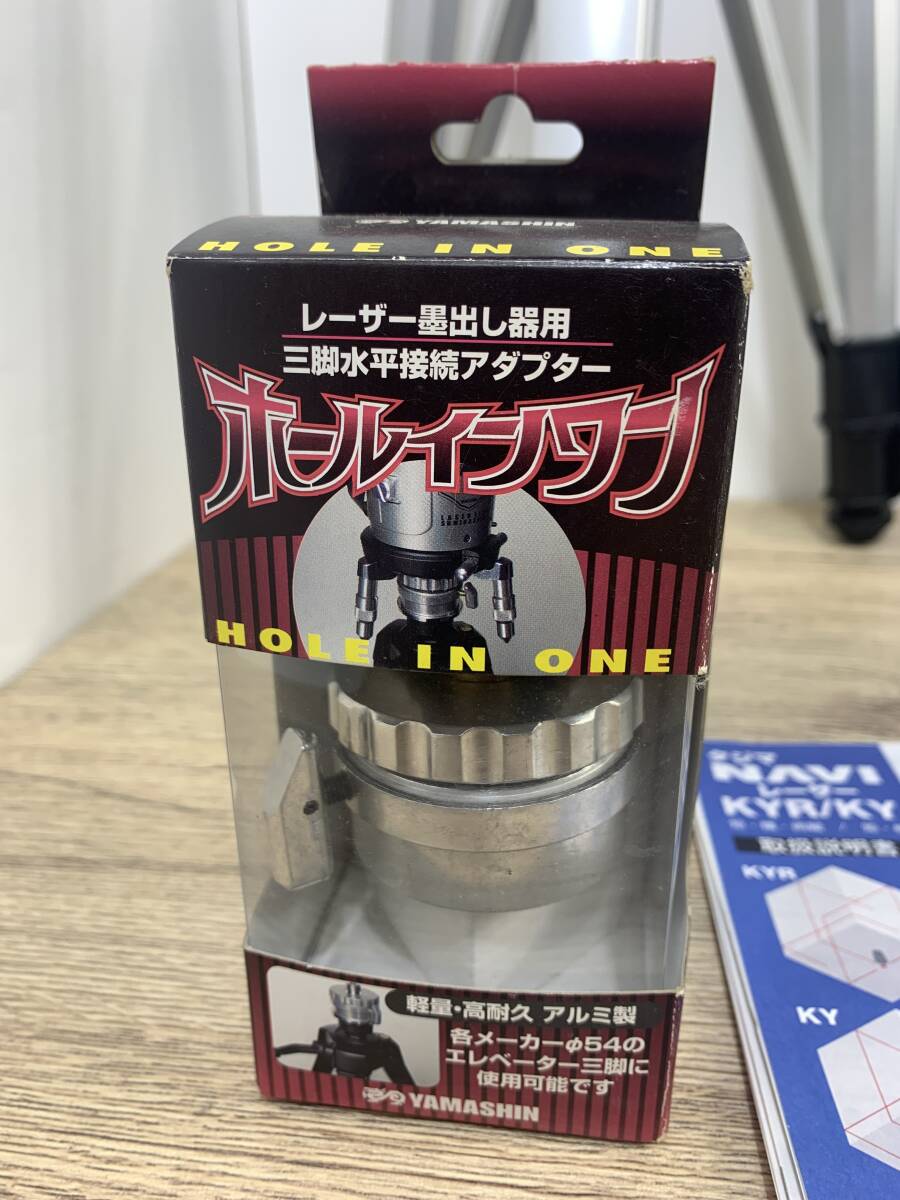 YAMASHIN
HOLE IN ONE
レーザー墨出し器用
三脚水平接続アダプター
ホールインワン
HOLE IN ONE
軽量・高耐久 アルミ製
各メーカーφ54の
エレベーター三脚に
使用可能です
YAMASHIN
タジマ
NAVI
レーザー
KYR/KY
取扱説明書
KYR
KY